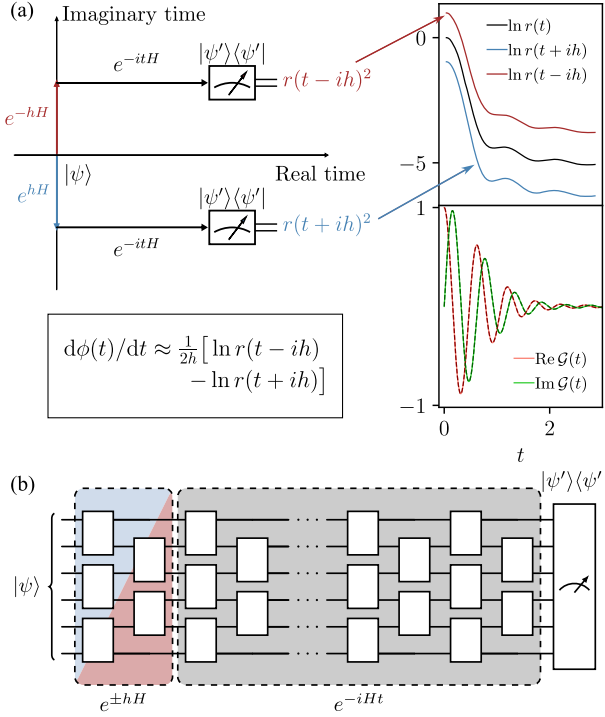 (a)
Imaginary time
e^{-itH}
|ψ′⟩⟨ψ′|
r(t − ih)^2
e^{-hH}
|ψ⟩
Real time
e^{hH}
|ψ′⟩⟨ψ′|
e^{-itH}
r(t + ih)^2
dϕ(t)/dt ≈ \frac{1}{2h}[ln r(t − ih)
− ln r(t + ih)]
0
−5
ln r(t)
ln r(t + ih)
ln r(t − ih)
1
−1
Re 𝒢(t)
Im 𝒢(t)
0
2
t
(b)
|ψ′⟩⟨ψ′
|ψ⟩
· · ·
· · ·
· · ·
· · ·
· · ·
· · ·
e^{±hH}
e^{-iHt}